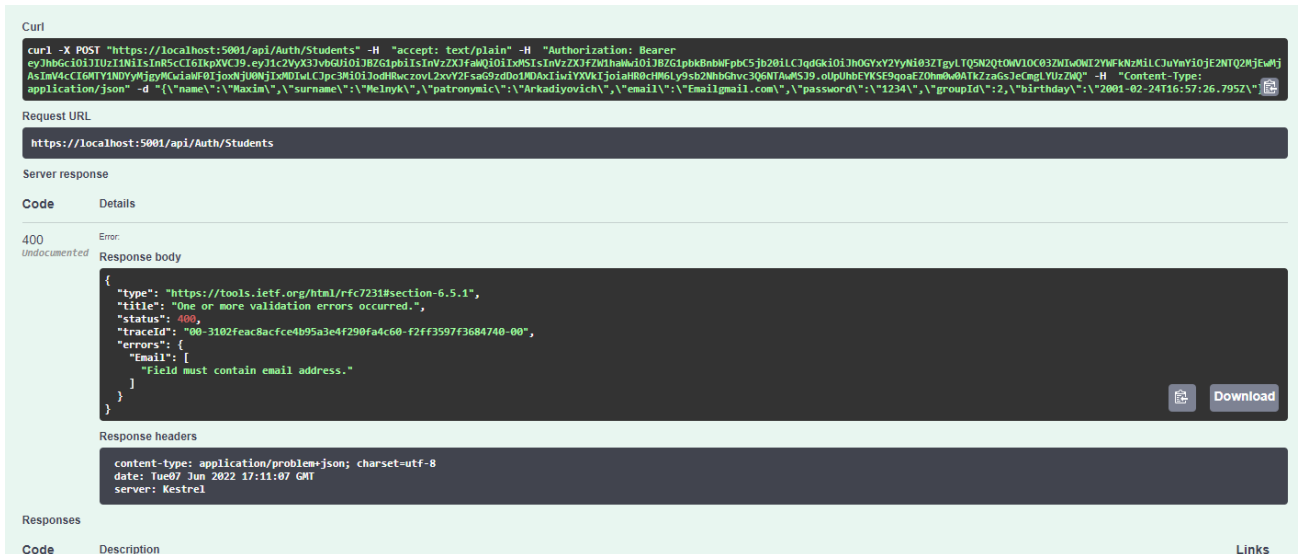 Curl
curl -X POST "https://localhost:5001/api/Auth/Students" -H "accept: text/plain" -H "Authorization: Bearer
application/json" -d "{\"name\":\"Maxim\",\"surname\":\"Melnyk\",\"patronymic\":\"Arkadiyovich\",\"email\":\"Emailgmail.com\",\"password\":\"1234\",\"groupId\":2,\"birthday\":\"2001-02-24T16:57:26.795Z\"
Request URL
https://localhost:5001/api/Auth/Students
Server response
Code Details
400 Error:
Undocumented
Response body
{
"type": "https://tools.ietf.org/html/rfc7231#section-6.5.1",
"title": "One or more validation errors occurred.",
"status": 400,
"traceId": "00-3102feac8acfce4b95a3e4f290fa4c60-f2ff3597f3684740-00",
"errors": {
"Email": [
"Field must contain email address."
]
}
}
Download
Response headers
content-type: application/problem+json; charset=utf-8
date: Tue07 Jun 2022 17:11:07 GMT
server: Kestrel
Responses
Code Description Links